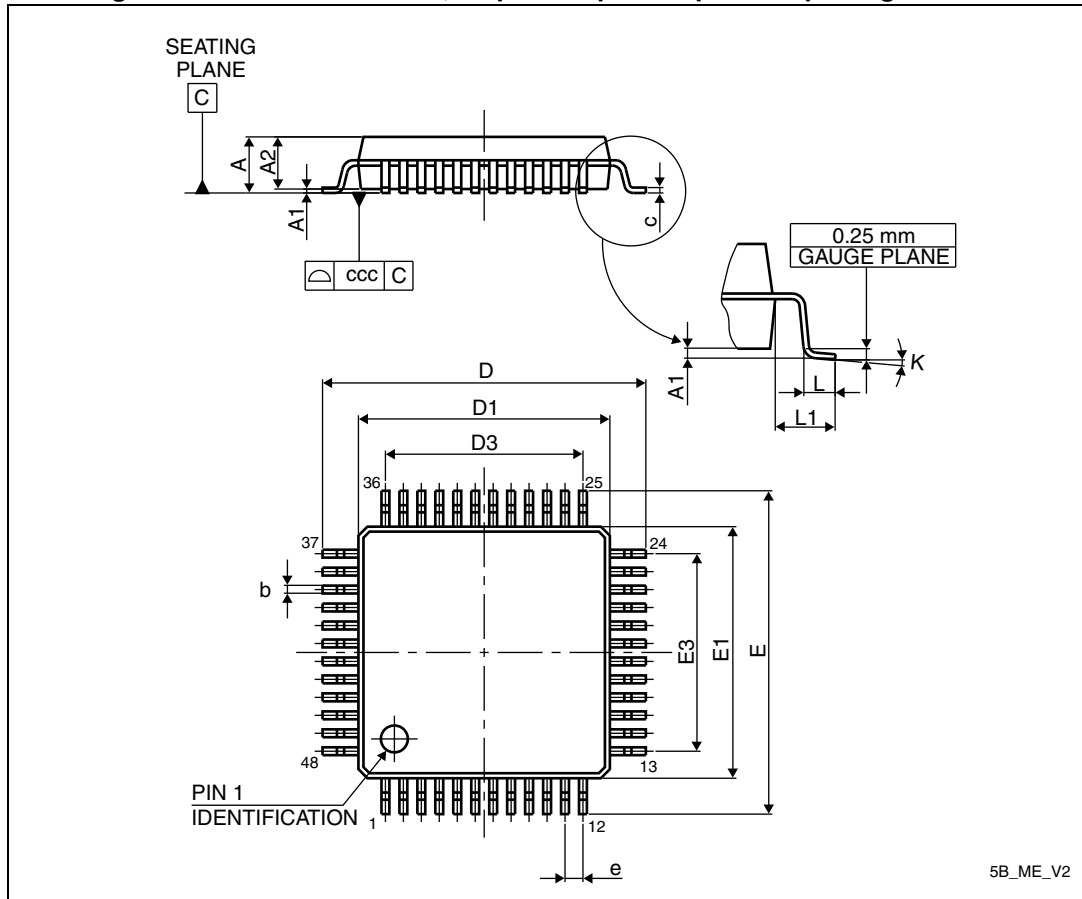 SEATING
PLANE
C
A
A2
A1
c
ccc C
0.25 mm
GAUGE PLANE
A1
K
L
L1
D
D1
D3
36
25
37
24
b
E3
E1
E
48
13
PIN 1
IDENTIFICATION
1
12
e
5B_ME_V2